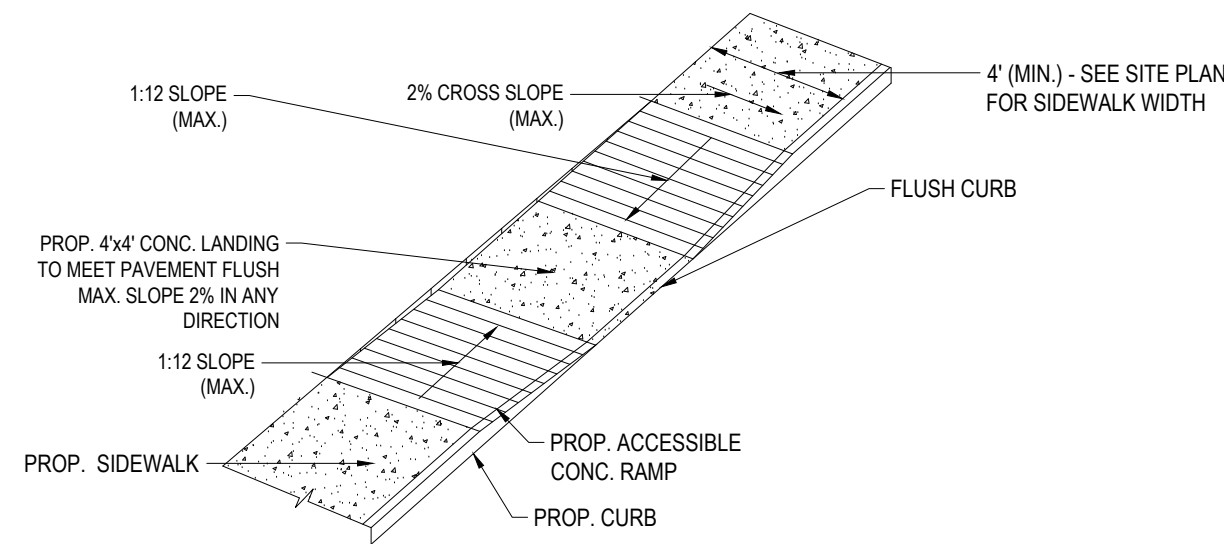 4' (MIN.) - SEE SITE PLAN
FOR SIDEWALK WIDTH
1:12 SLOPE
(MAX.)
2% CROSS SLOPE
(MAX.)
FLUSH CURB
PROP. 4'x4' CONC. LANDING
TO MEET PAVEMENT FLUSH
MAX. SLOPE 2% IN ANY
DIRECTION
1:12 SLOPE
(MAX.)
PROP. ACCESSIBLE
CONC. RAMP
PROP. SIDEWALK
PROP. CURB